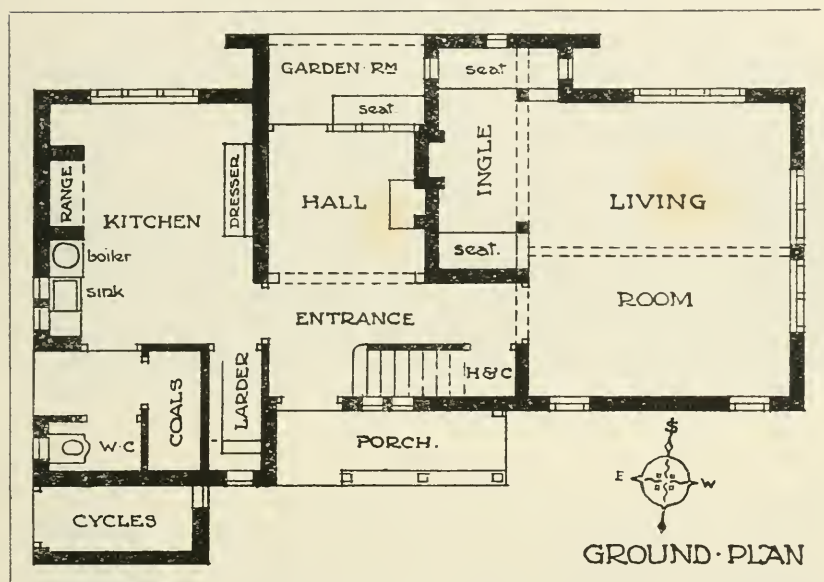 GARDEN·RM
seat
seat.
DRESSER
INGLE
RANGE
KITCHEN
HALL
LIVING
boiler
seat.
sink
ROOM
ENTRANCE
H&C
LARDER
COALS
W·C
PORCH.
S
E
W
CYCLES
GROUND·PLAN